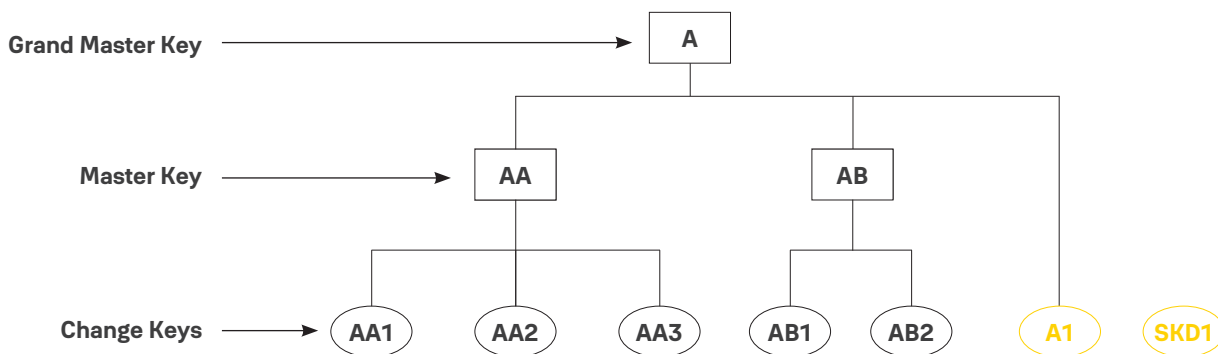 Grand Master Key
A
Master Key
AA
AB
Change Keys
AA1
AA2
AA3
AB1
AB2
A1
SKD1